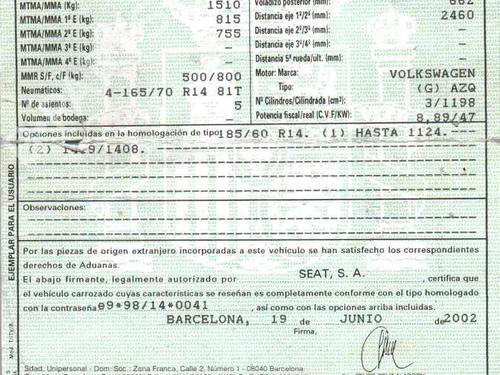 MTMA/MMA (Kg): 1510
Voladizo posterior (mm): 662
MTMA/MMA 1º E (Kg): 815
Distancia eje 1º/2º (mm): 2460
MTMA/MMA 2º E (Kg): 755
Distancia eje 2º/3º (mm): —
MTMA/MMA 3º E (Kg): —
Distancia eje 3º/4º (mm): —
MTMA/MMA 4º E (Kg): —
Distancia 5ª rueda/ult. (mm): —
MMR S/F, c/F (kg): 500/800
Motor: Marca: VOLKSWAGEN
Neumáticos: 4-165/70 R14 81T
Tipo: (G) AZQ
Nº de asientos: 5
Nº Cilindros/Cilindrada (cm³): 3/1198
Volumeu de bodega: —
Potencia fiscal/real (C.V.F/KW): 8,89/47
Opciones incluidas en la homologación de tipo 185/60 R14. (1) HASTA 1124.
(2) /1408.
Observaciones:
Por las piezas de origen extranjero incorporadas a este vehículo se han satisfecho los correspondientes
derechos de Aduanas.
El abajo firmante, legalmente autorizado por SEAT, S.A. , certifica que
el vehículo carrozado cuyas características se reseñan es completamente conforme con el tipo homologado
con la contraseña e9*98/14*0041 , así como con las opciones arriba incluidas.
BARCELONA, 19 de JUNIO de 2002
Firma,
Sdad. Unipersonal - Dom. Soc.: Zona Franca, Calle 2, Número 1 - 08040 Barcelona
EJEMPLAR PARA EL USUARIO